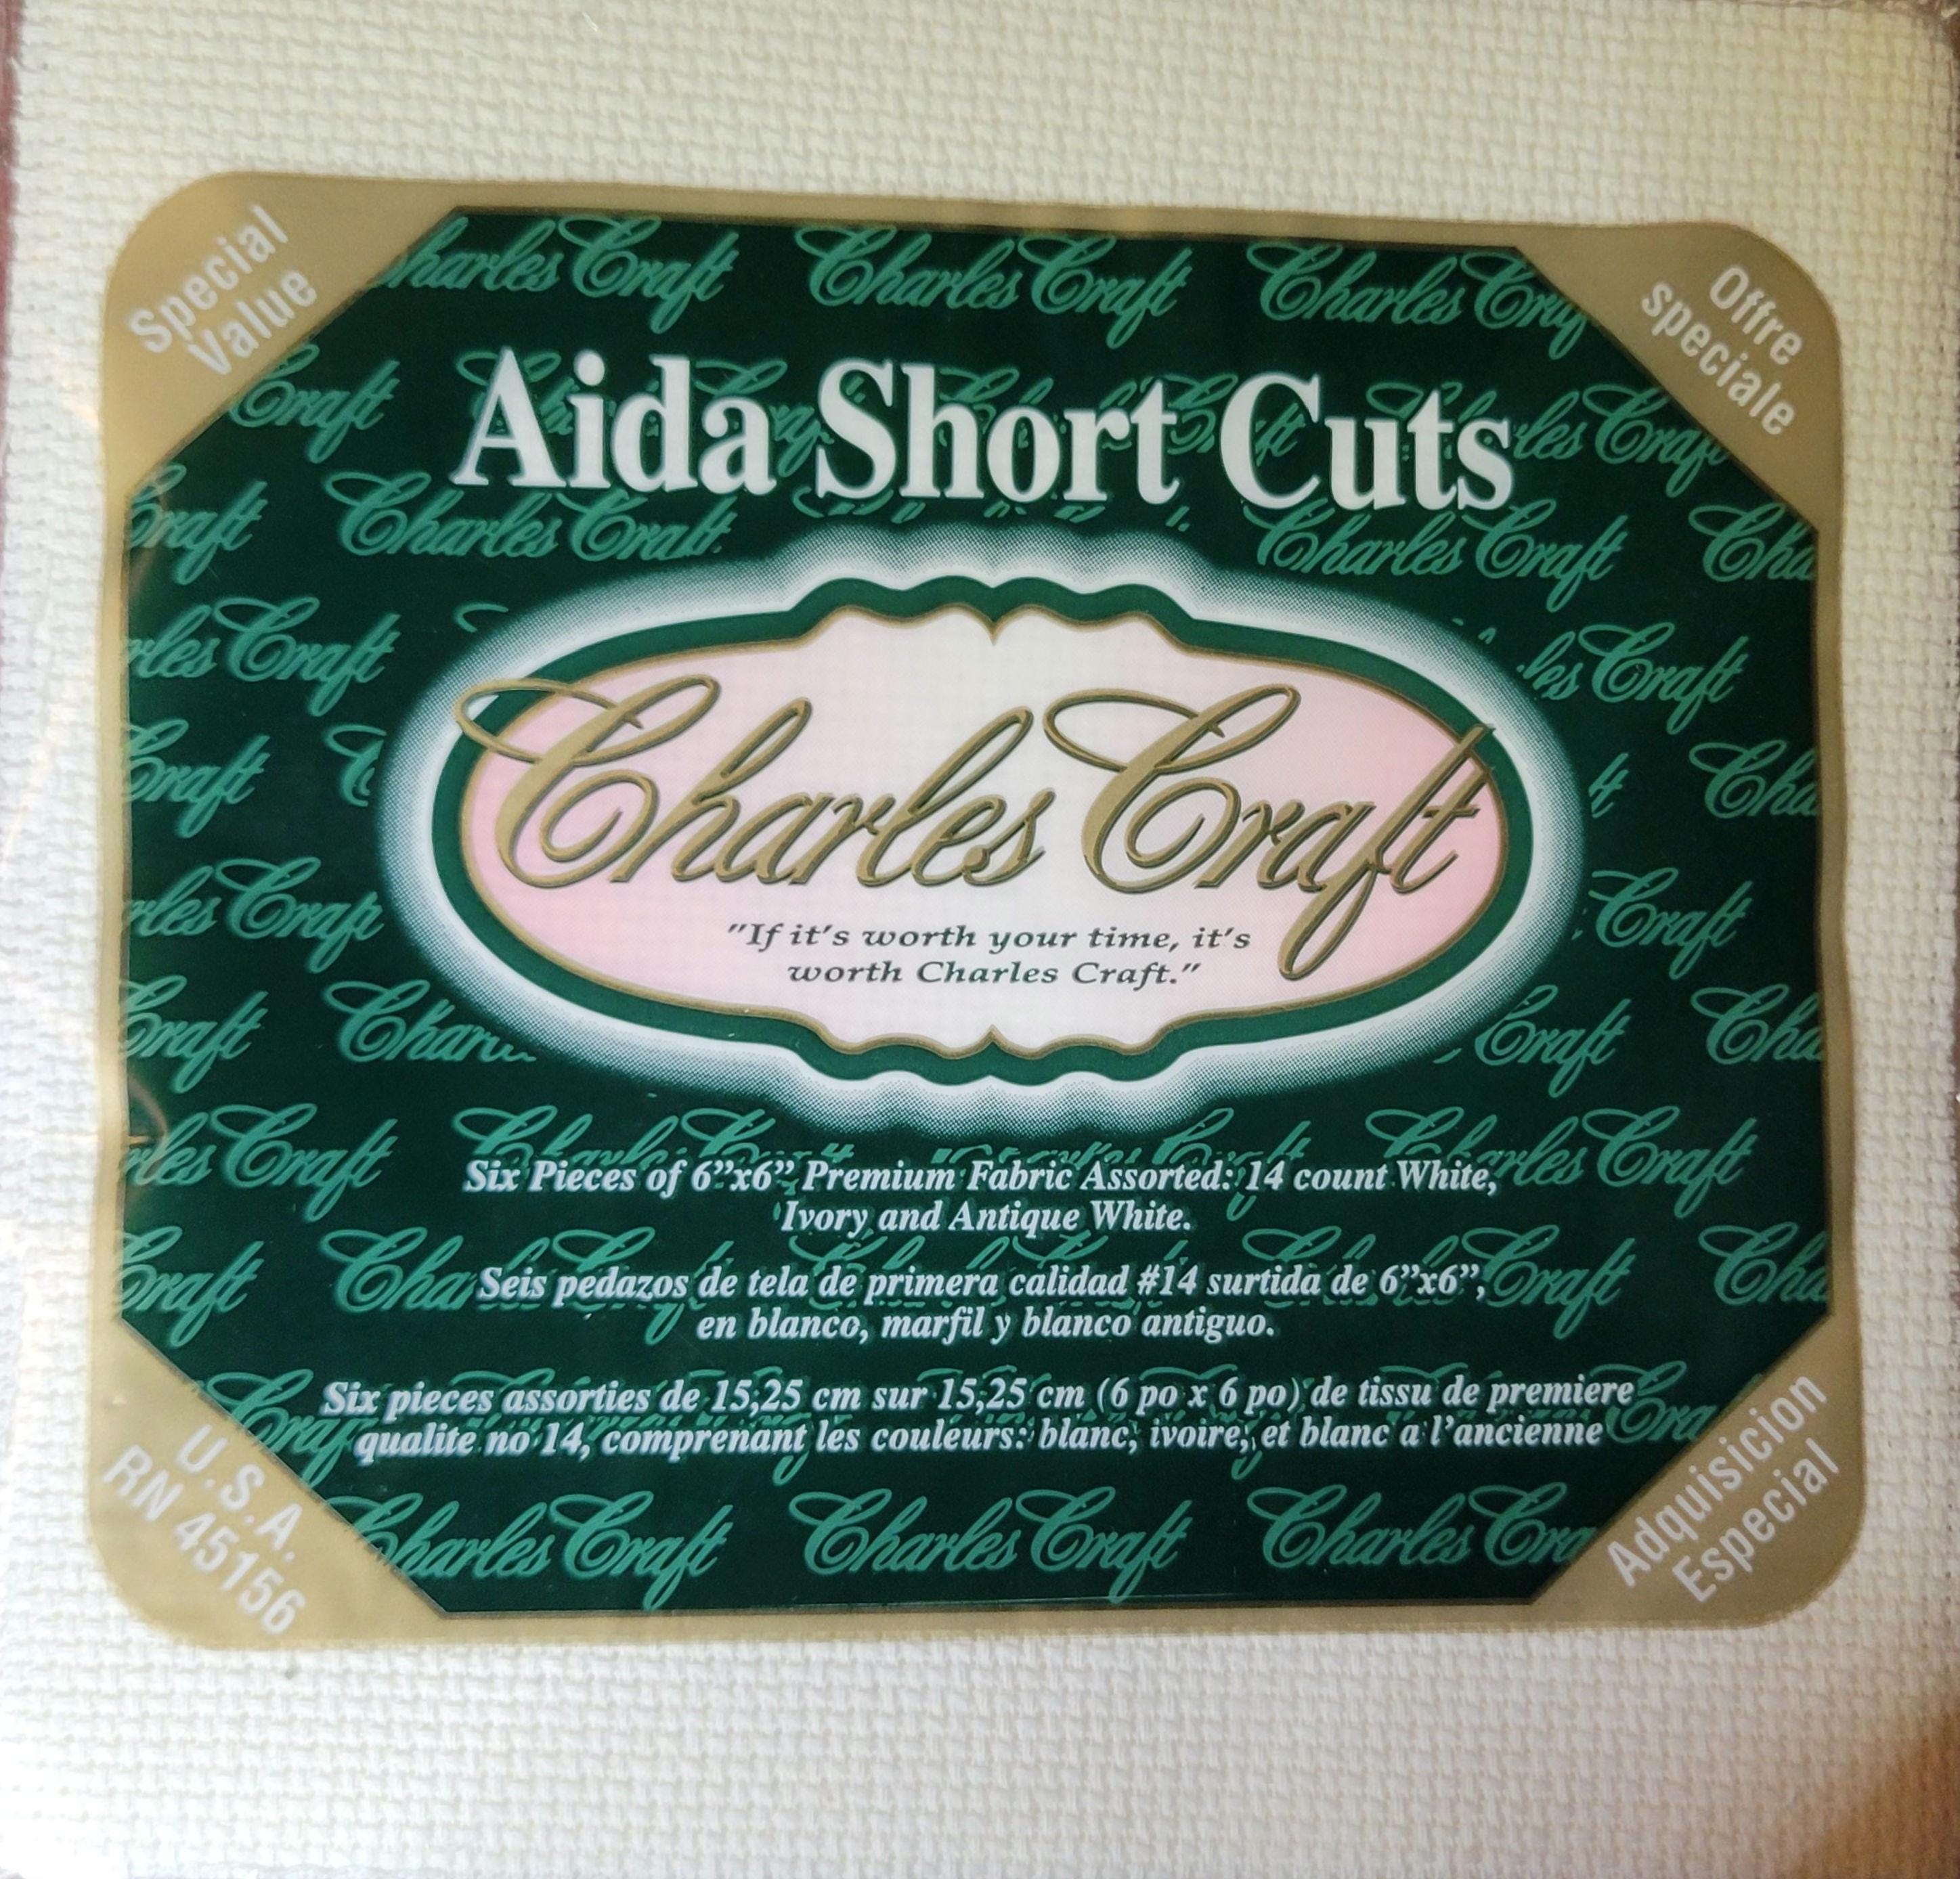 Special
Value
Offre
speciale
Aida Short Cuts
Charles Craft
"If it's worth your time, it's
worth Charles Craft."
Six Pieces of 6”x6” Premium Fabric Assorted: 14 count White,
Ivory and Antique White.
Seis pedazos de tela de primera calidad #14 surtida de 6”x6”,
en blanco, marfil y blanco antiguo.
Six pieces assorties de 15,25 cm sur 15,25 cm (6 po x 6 po) de tissu de premiere
qualite no 14, comprenant les couleurs: blanc, ivoire, et blanc a l’ancienne
U.S.A.
RN 45156
Adquisicion
Especial